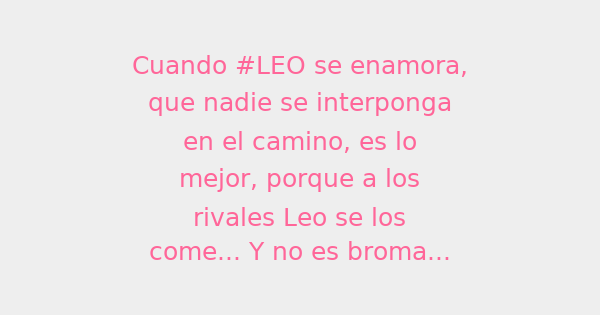 Cuando #LEO se enamora,
que nadie se interponga
en el camino, es lo
mejor, porque a los
rivales Leo se los
come... Y no es broma...